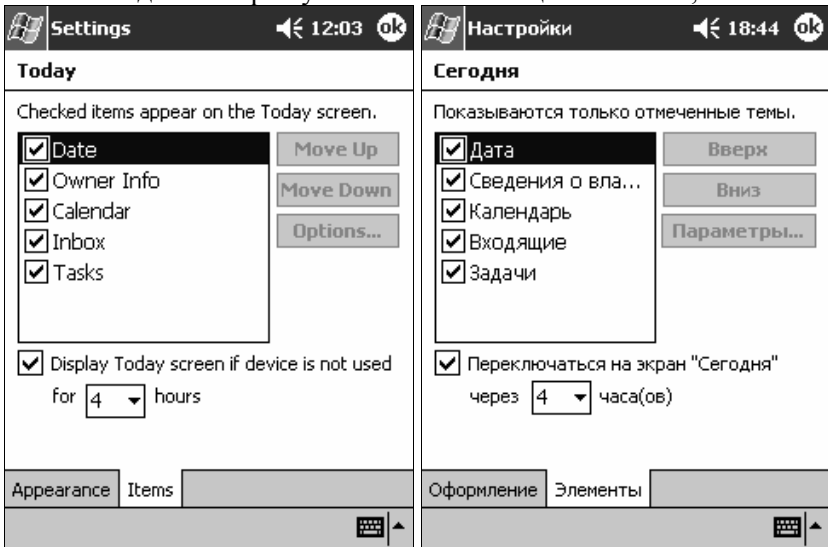 Settings 12:03 ok
Today
Checked items appear on the Today screen.
Date
Owner Info
Calendar
Inbox
Tasks
Move Up
Move Down
Options...
Display Today screen if device is not used
for 4 hours
Appearance Items
Настройки 18:44 ok
Сегодня
Показываются только отмеченные темы.
Дата
Сведения о вла...
Календарь
Входящие
Задачи
Вверх
Вниз
Параметры...
Переключаться на экран "Сегодня"
через 4 часа(ов)
Оформление Элементы